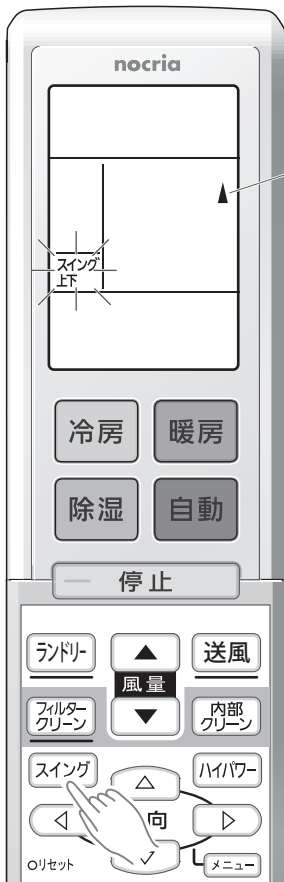 nocria
スイング
上下
冷房 暖房
除湿 自動
停止
ランドリー 送風
風量
フィルター
クリーン
内部
クリーン
スイング ハイパワー
向
リセット メニュー